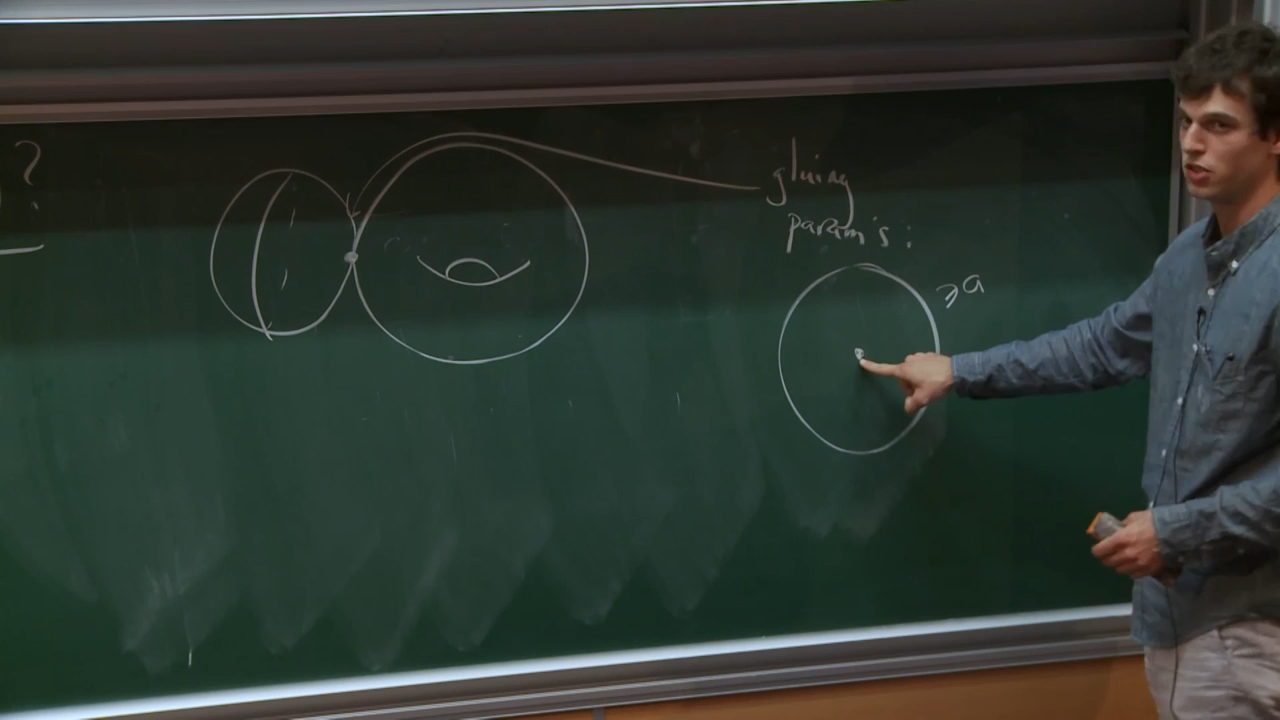 ?
gluing
param's:
∋ a